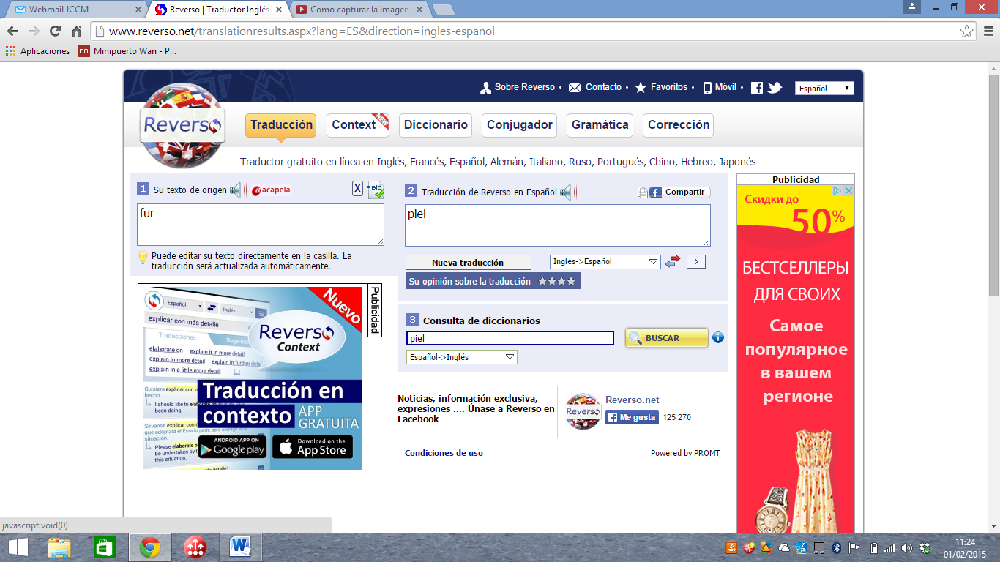 Webmail JCCM
Reverso | Traductor Inglés
Como capturar la imagen
www.reverso.net/translationresults.aspx?lang=ES&direction=ingles-espanol
Aplicaciones
Minipuerto Wan - P...
Sobre Reverso • Contacto • Favoritos • Móvil •
Español
Reverso
Traducción
Context
NEW
Diccionario
Conjugador
Gramática
Corrección
Traductor gratuito en línea en Inglés, Francés, Español, Alemán, Italiano, Ruso, Portugués, Chino, Hebreo, Japonés
1 Su texto de origen
acapela
X
ABC
fur
Puede editar su texto directamente en la casilla. La
traducción será actualizada automáticamente.
2 Traducción de Reverso en Español
Compartir
piel
Nueva traducción
Inglés->Español
>
Su opinión sobre la traducción
3 Consulta de diccionarios
piel
BUSCAR
Español->Inglés
Noticias, información exclusiva,
expresiones .... Únase a Reverso en
Facebook
Reverso
Reverso.net
Me gusta
125 270
Condiciones de uso
Powered by PROMT
Publicidad
Nuevo
Español
Inglés
explicar con más detalle
Traducciones
Sugerenc
elaborate on
explain it in more detail
explain in more detail
explain in further deta
explain in a little more detail
[...]
Reverso
Context
Quisiera explicar con m
hecho.
I should like to elaborate on
been doing.
Sírvanse explicar con m
que adoptará el Estado parte para
situación.
Please elaborate o
be undertaken by t
this situation.
Traducción en
contexto
APP
GRATUITA
ANDROID APP ON
Google play
Download on the
App Store
Publicidad
Скидки до
50%
БЕСТСЕЛЛЕРЫ
ДЛЯ СВОИХ
Самое
популярное
в вашем
регионе
javascript:void(0)
11:24
01/02/2015